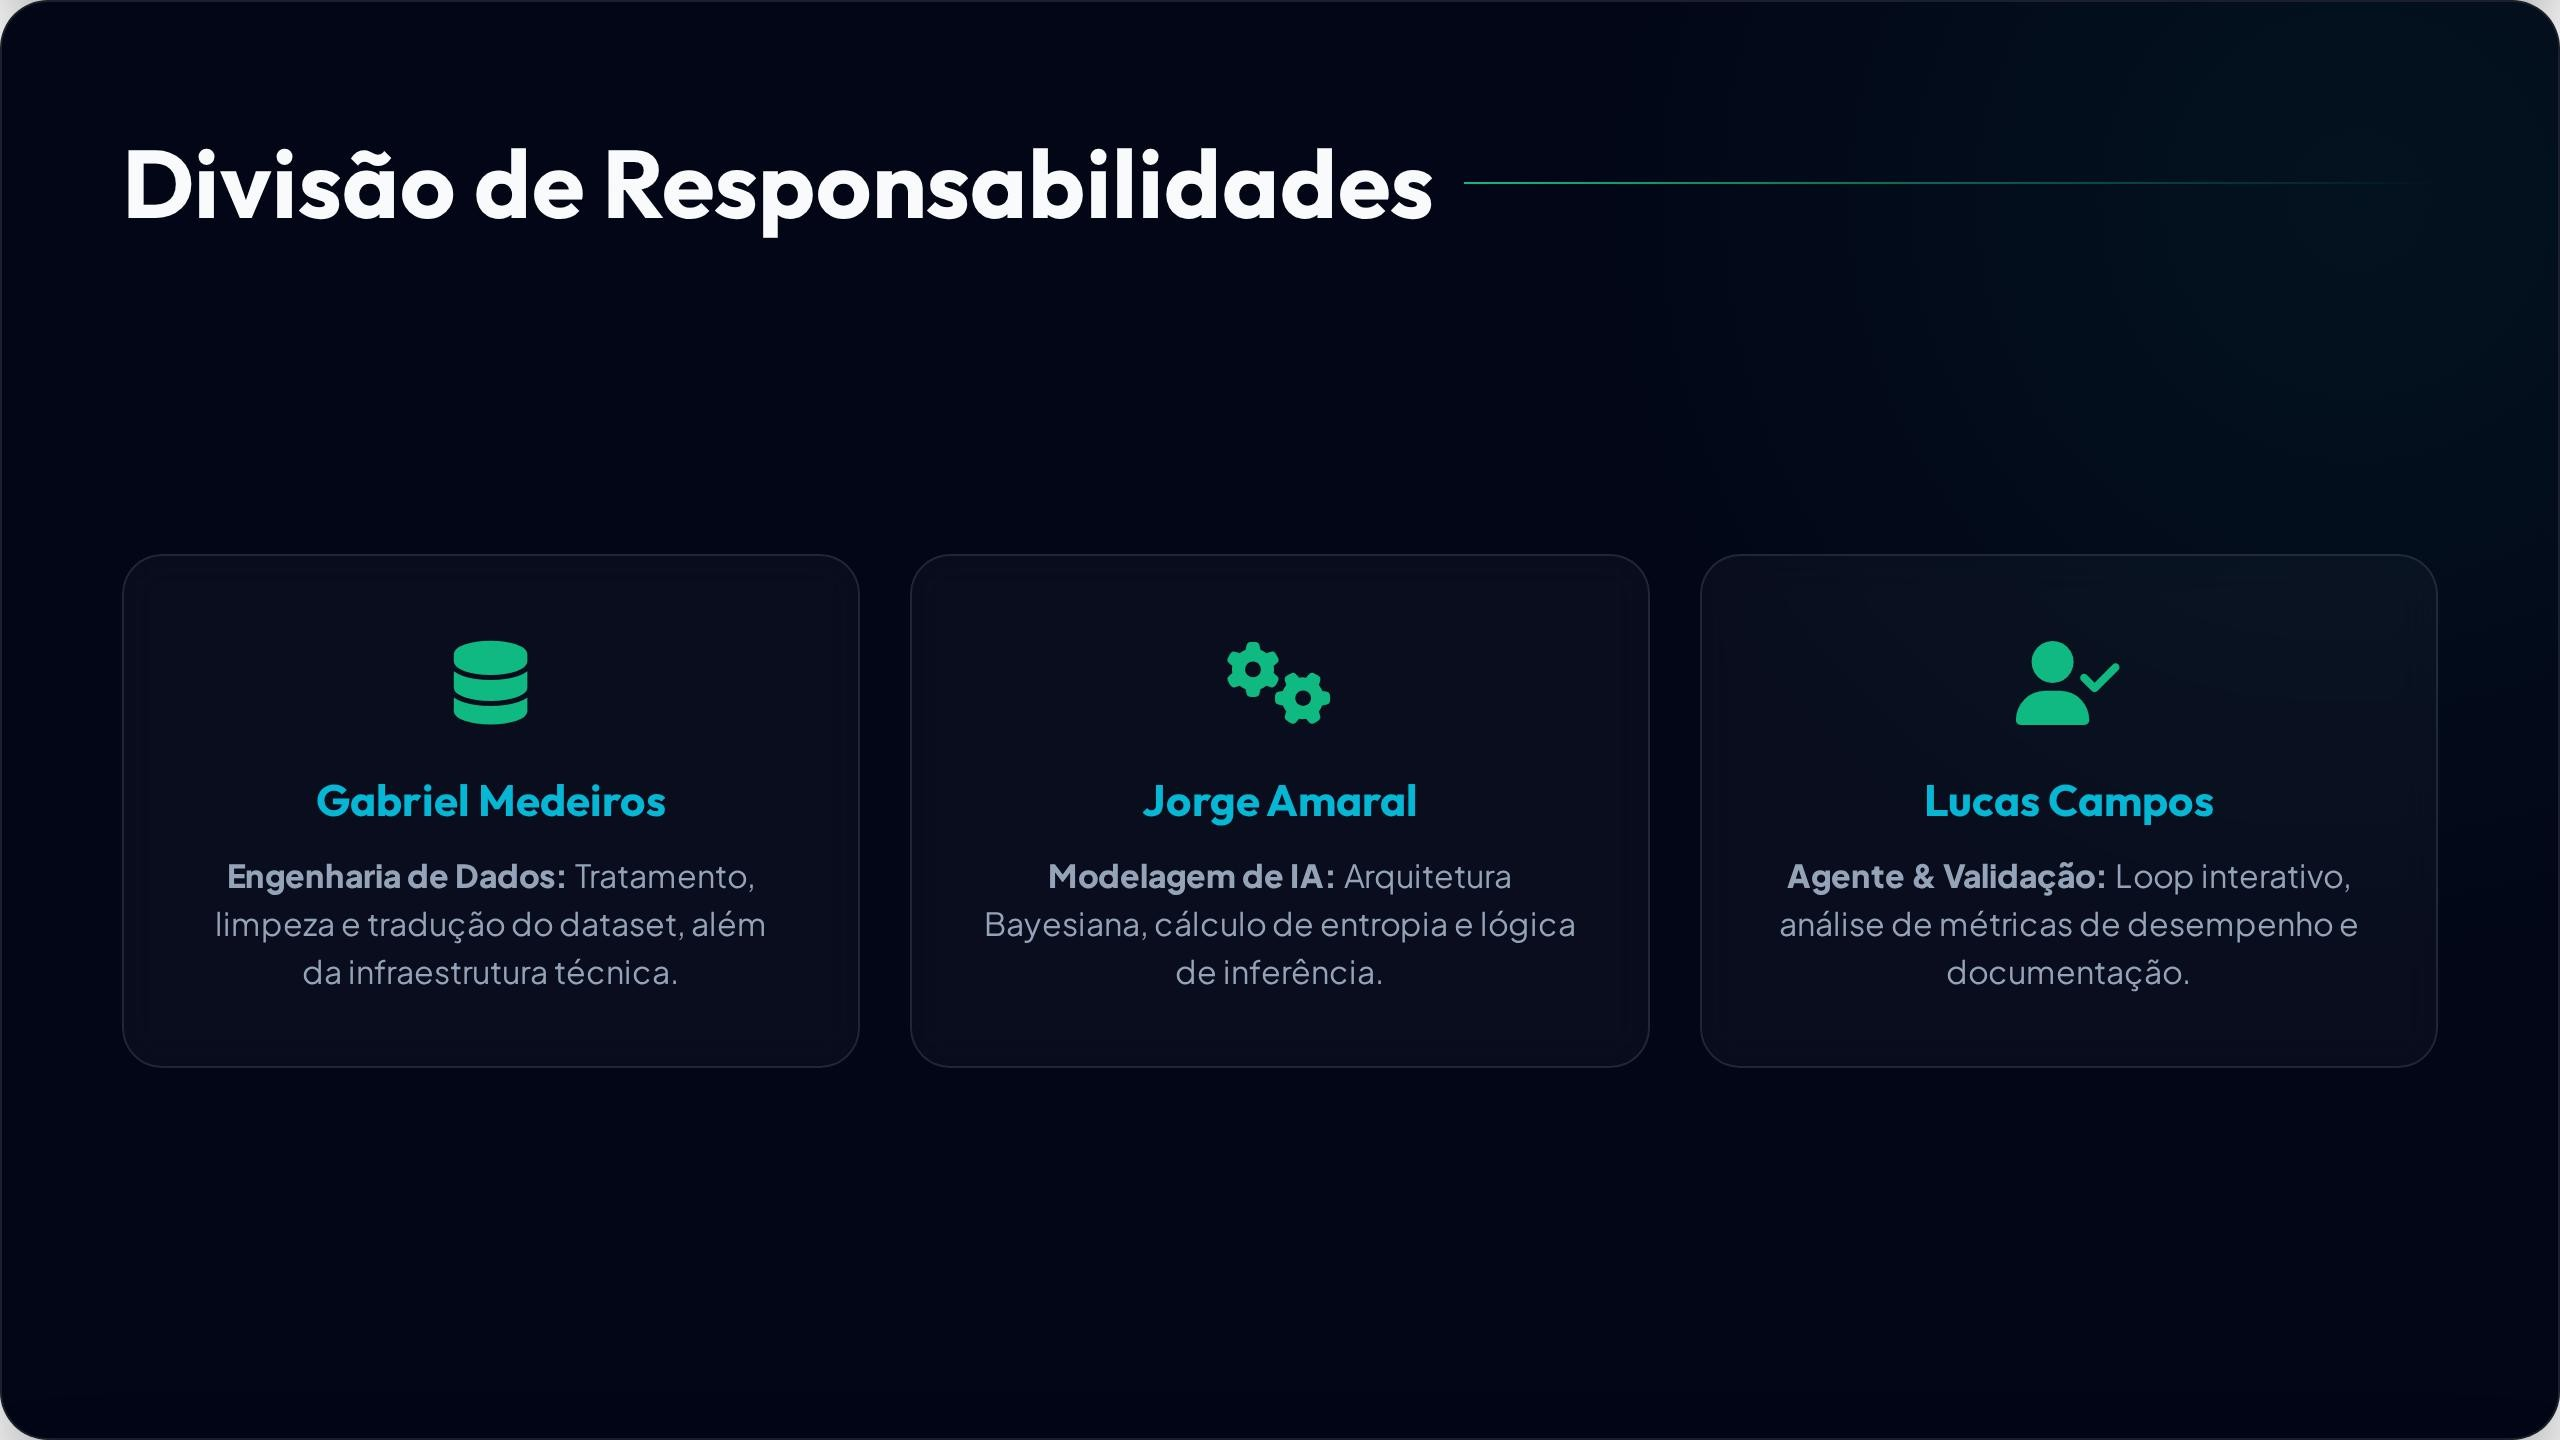 Divisão de Responsabilidades
Gabriel Medeiros
Engenharia de Dados: Tratamento,
limpeza e tradução do dataset, além
da infraestrutura técnica.
Jorge Amaral
Modelagem de IA: Arquitetura
Bayesiana, cálculo de entropia e lógica
de inferência.
Lucas Campos
Agente & Validação: Loop interativo,
análise de métricas de desempenho e
documentação.